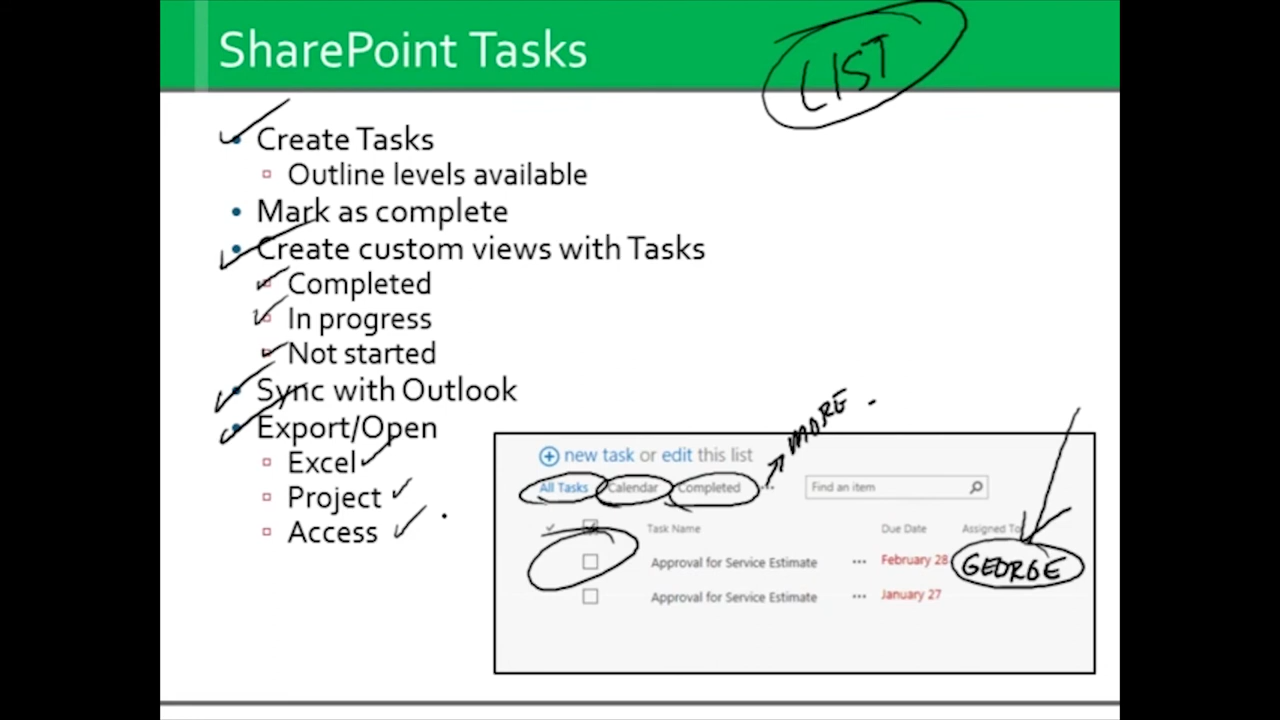 SharePoint Tasks
LIST
Create Tasks
Outline levels available
Mark as complete
Create custom views with Tasks
Completed
In progress
Not started
Sync with Outlook
Export/Open
Excel
Project
Access
MORE
new task or edit this list
All Tasks Calendar Completed ... Find an item
Task Name Due Date Assigned To
Approval for Service Estimate ... February 28 GEORGE
Approval for Service Estimate ... January 27